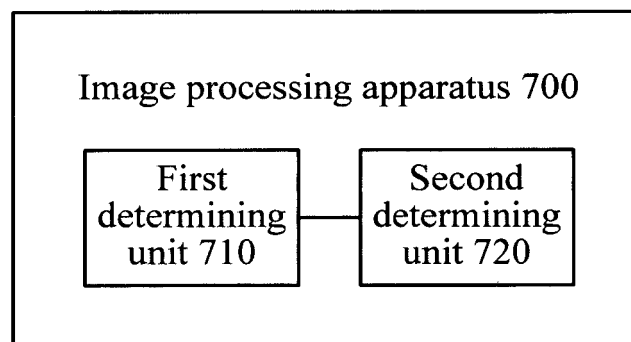 Image processing apparatus 700
First
determining
unit 710
Second
determining
unit 720